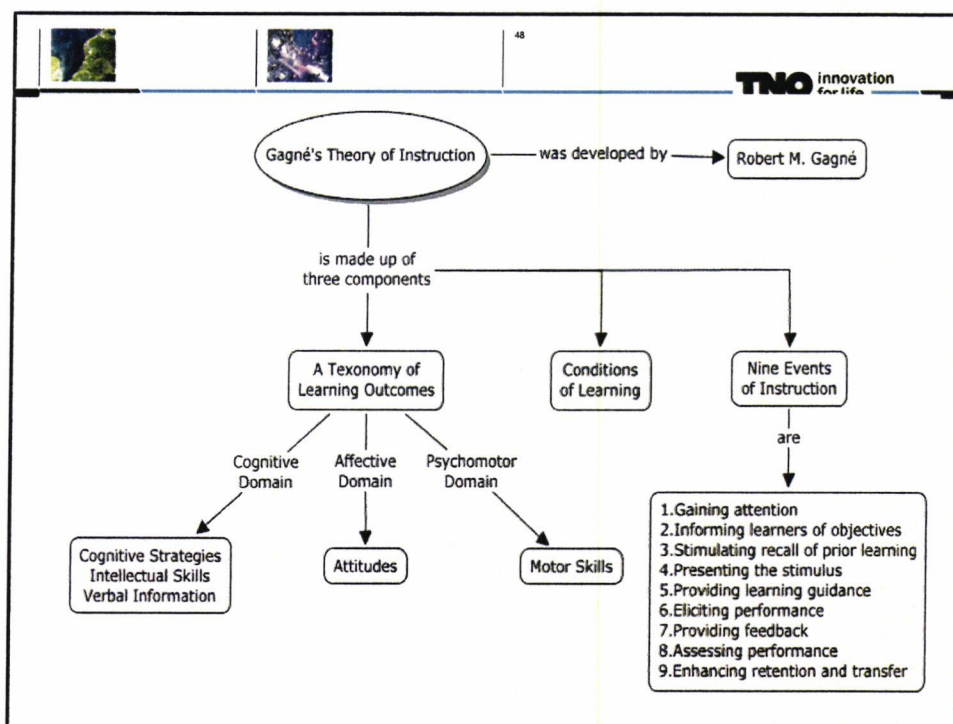 48
TNO innovation
for life
Gagné's Theory of Instruction
was developed by
Robert M. Gagné
is made up of
three components
A Texonomy of
Learning Outcomes
Conditions
of Learning
Nine Events
of Instruction
are
Cognitive
Domain
Affective
Domain
Psychomotor
Domain
Cognitive Strategies
Intellectual Skills
Verbal Information
Attitudes
Motor Skills
1.Gaining attention
2.Informing learners of objectives
3.Stimulating recall of prior learning
4.Presenting the stimulus
5.Providing learning guidance
6.Eliciting performance
7.Providing feedback
8.Assessing performance
9.Enhancing retention and transfer